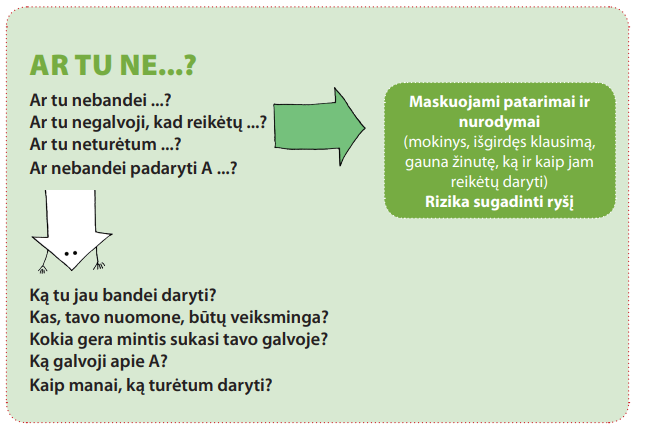 AR TU NE...?
Ar tu nebandei ...?
Ar tu negalvoji, kad reikėtų ...?
Ar tu neturėtum ...?
Ar nebandei padaryti A ...?
Maskuojami patarimai ir
nurodymai
(mokinys, išgirdęs klausimą,
gauna žinutę, ką ir kaip jam
reikėtų daryti)
Rizika sugadinti ryšį
Ką tu jau bandei daryti?
Kas, tavo nuomone, būtų veiksminga?
Kokia gera mintis sukasi tavo galvoje?
Ką galvoji apie A?
Kaip manai, ką turėtum daryti?